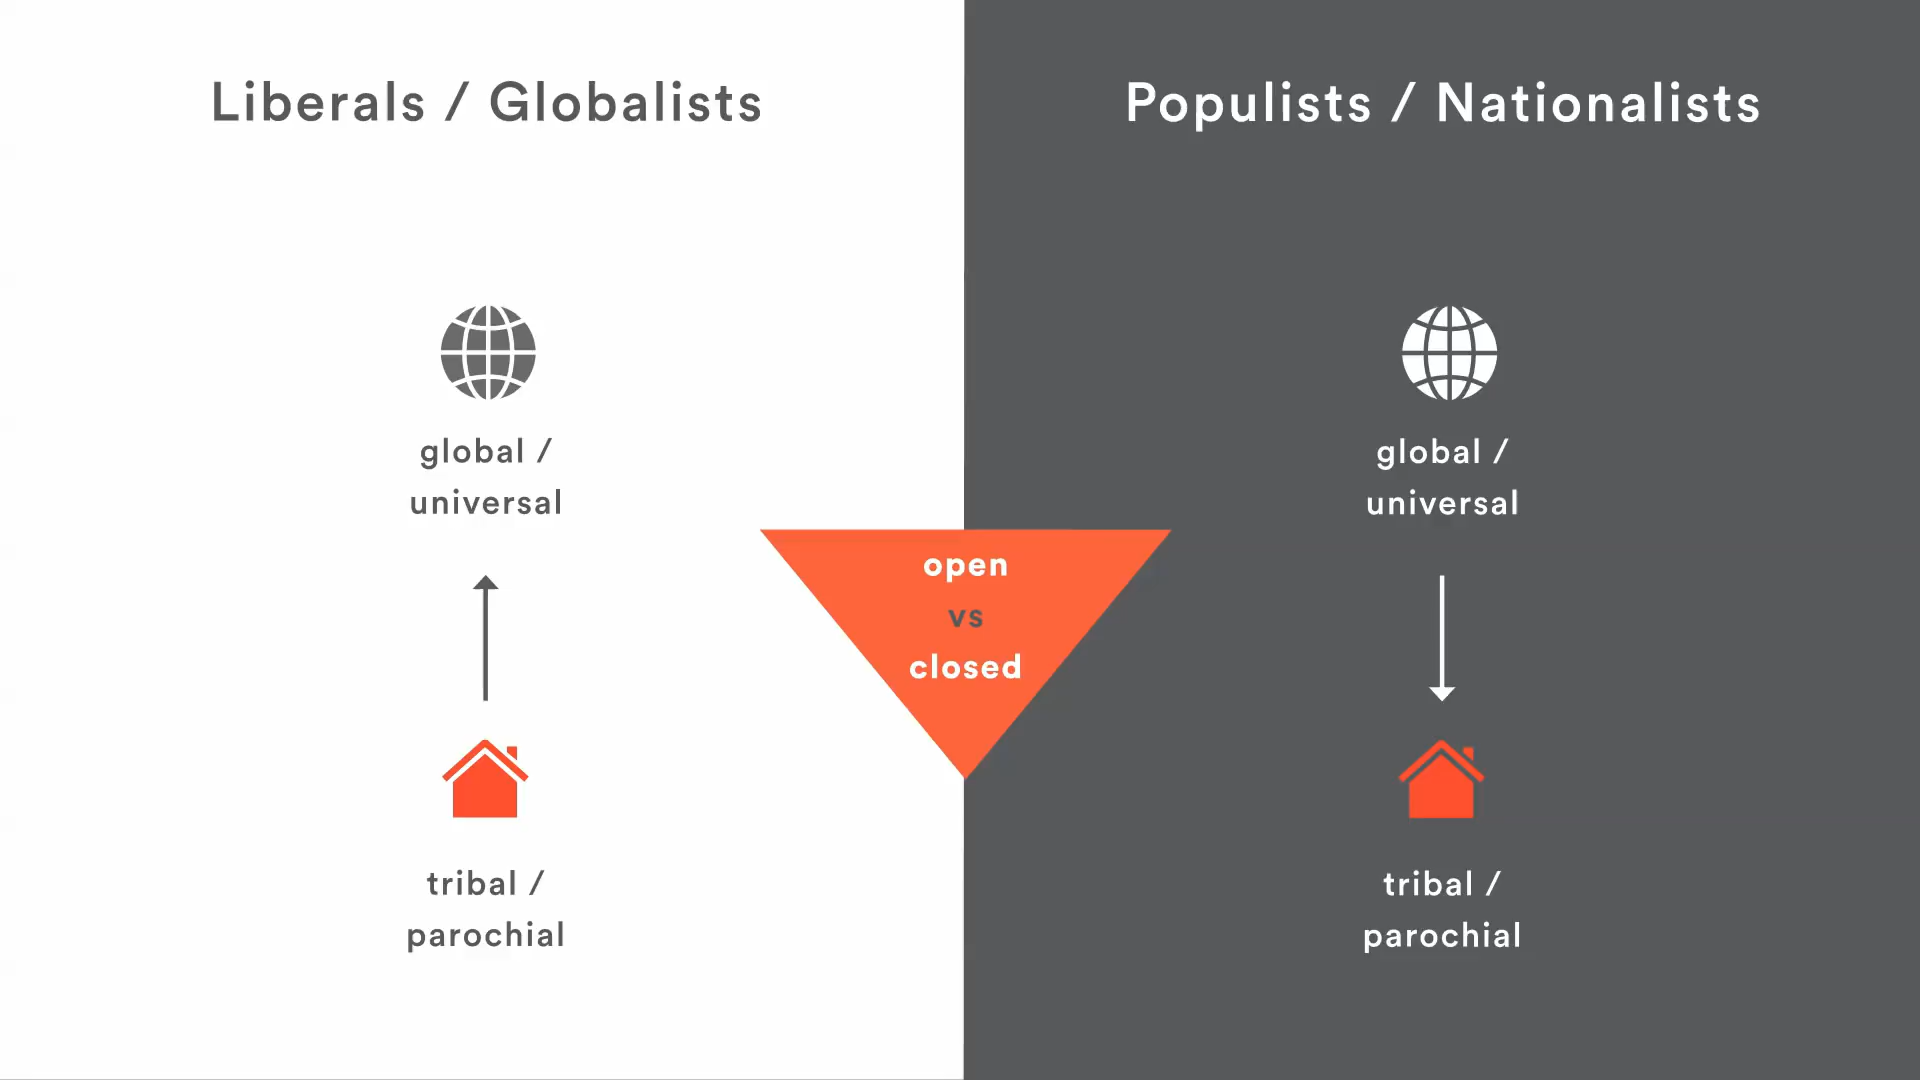 Liberals / Globalists
global /
universal
tribal /
parochial
open
vs
closed
Populists / Nationalists
global /
universal
tribal /
parochial